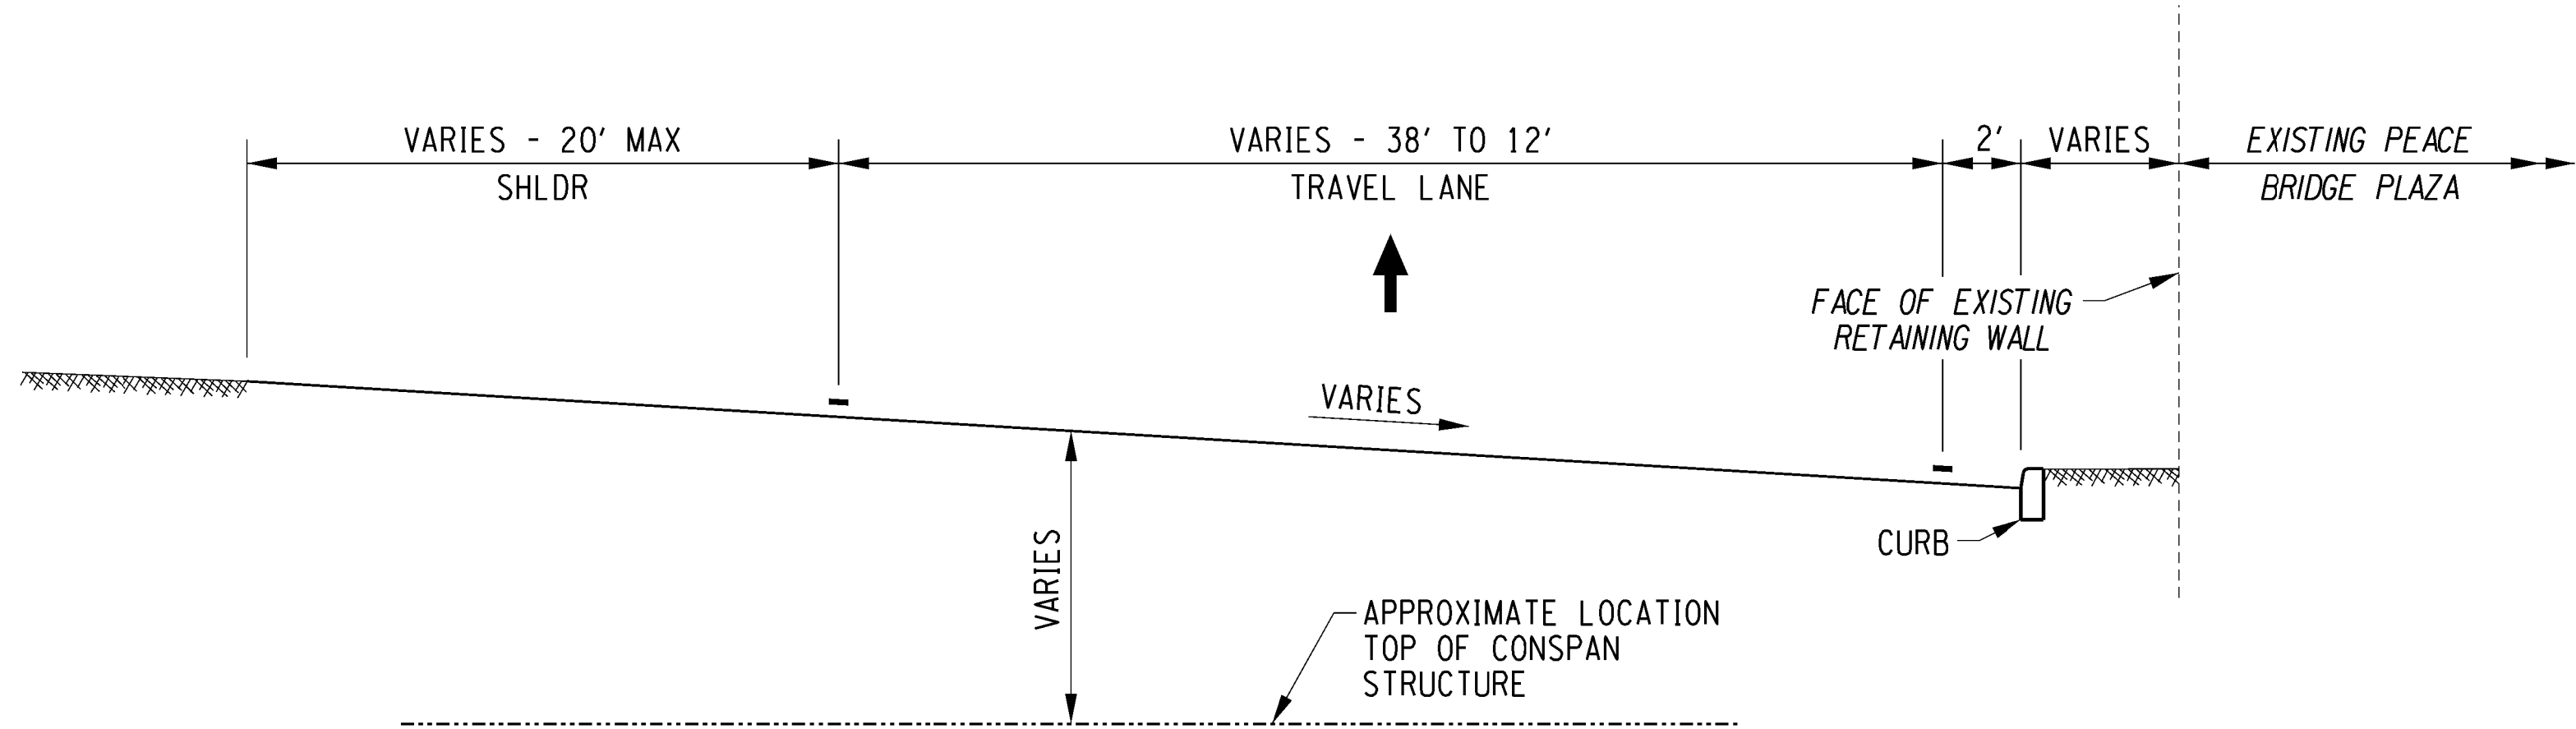 VARIES - 20' MAX
SHLDR
VARIES - 38' TO 12'
TRAVEL LANE
2'
VARIES
EXISTING PEACE
BRIDGE PLAZA
FACE OF EXISTING
RETAINING WALL
VARIES
VARIES
CURB
APPROXIMATE LOCATION
TOP OF CONSPAN
STRUCTURE